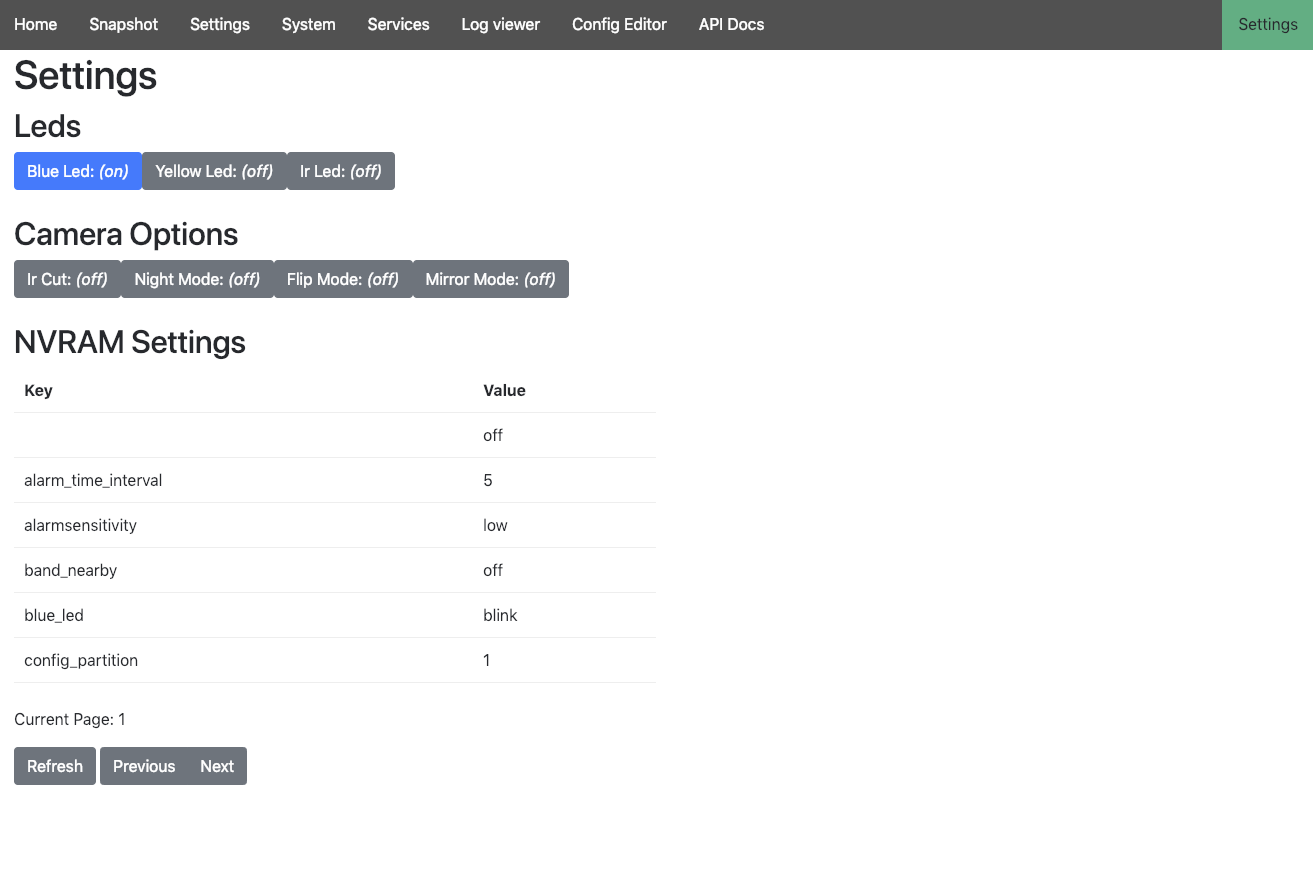 Home Snapshot Settings System Services Log viewer Config Editor API Docs Settings
Settings
Leds
Blue Led: (on) Yellow Led: (off) Ir Led: (off)
Camera Options
Ir Cut: (off) Night Mode: (off) Flip Mode: (off) Mirror Mode: (off)
NVRAM Settings
Key Value
off
alarm_time_interval 5
alarmsensitivity low
band_nearby off
blue_led blink
config_partition 1
Current Page: 1
Refresh Previous Next